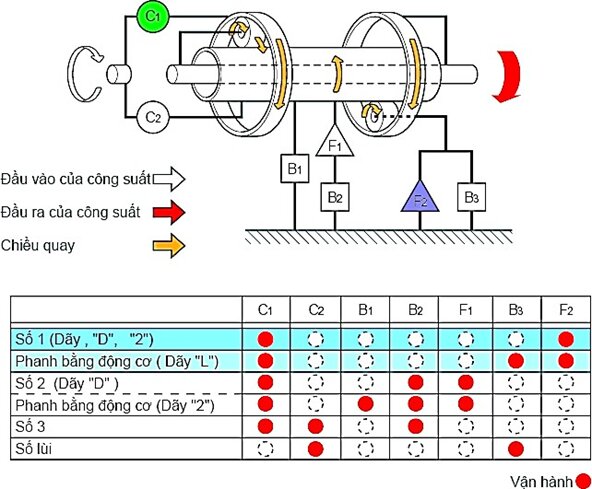 C1
C2
F1
B1
B2
F2
B3
Đầu vào của công suất
Đầu ra của công suất
Chiều quay
C1 C2 B1 B2 F1 B3 F2
Số 1 (Dãy , "D", "2")
Phanh bằng động cơ ( Dãy "L")
Số 2 (Dãy "D" )
Phanh bằng động cơ (Dãy "2")
Số 3
Số lùi
Vận hành